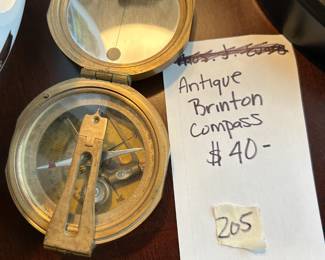 Antique
Brinton
Compass
$40-
205